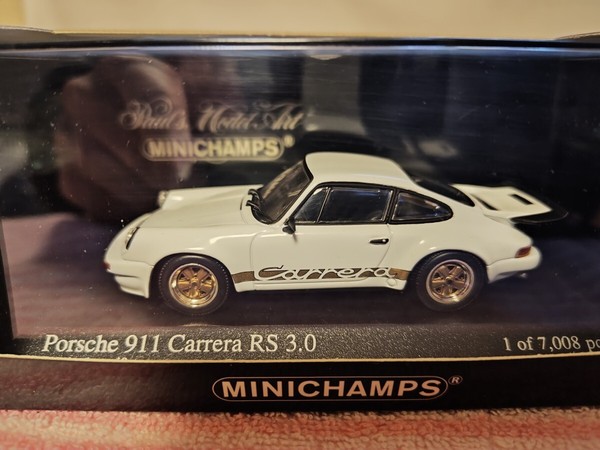 Paul's Model Art
MINICHAMPS®
Carrera
Porsche 911 Carrera RS 3.0
1 of 7,008 pc
MINICHAMPS®